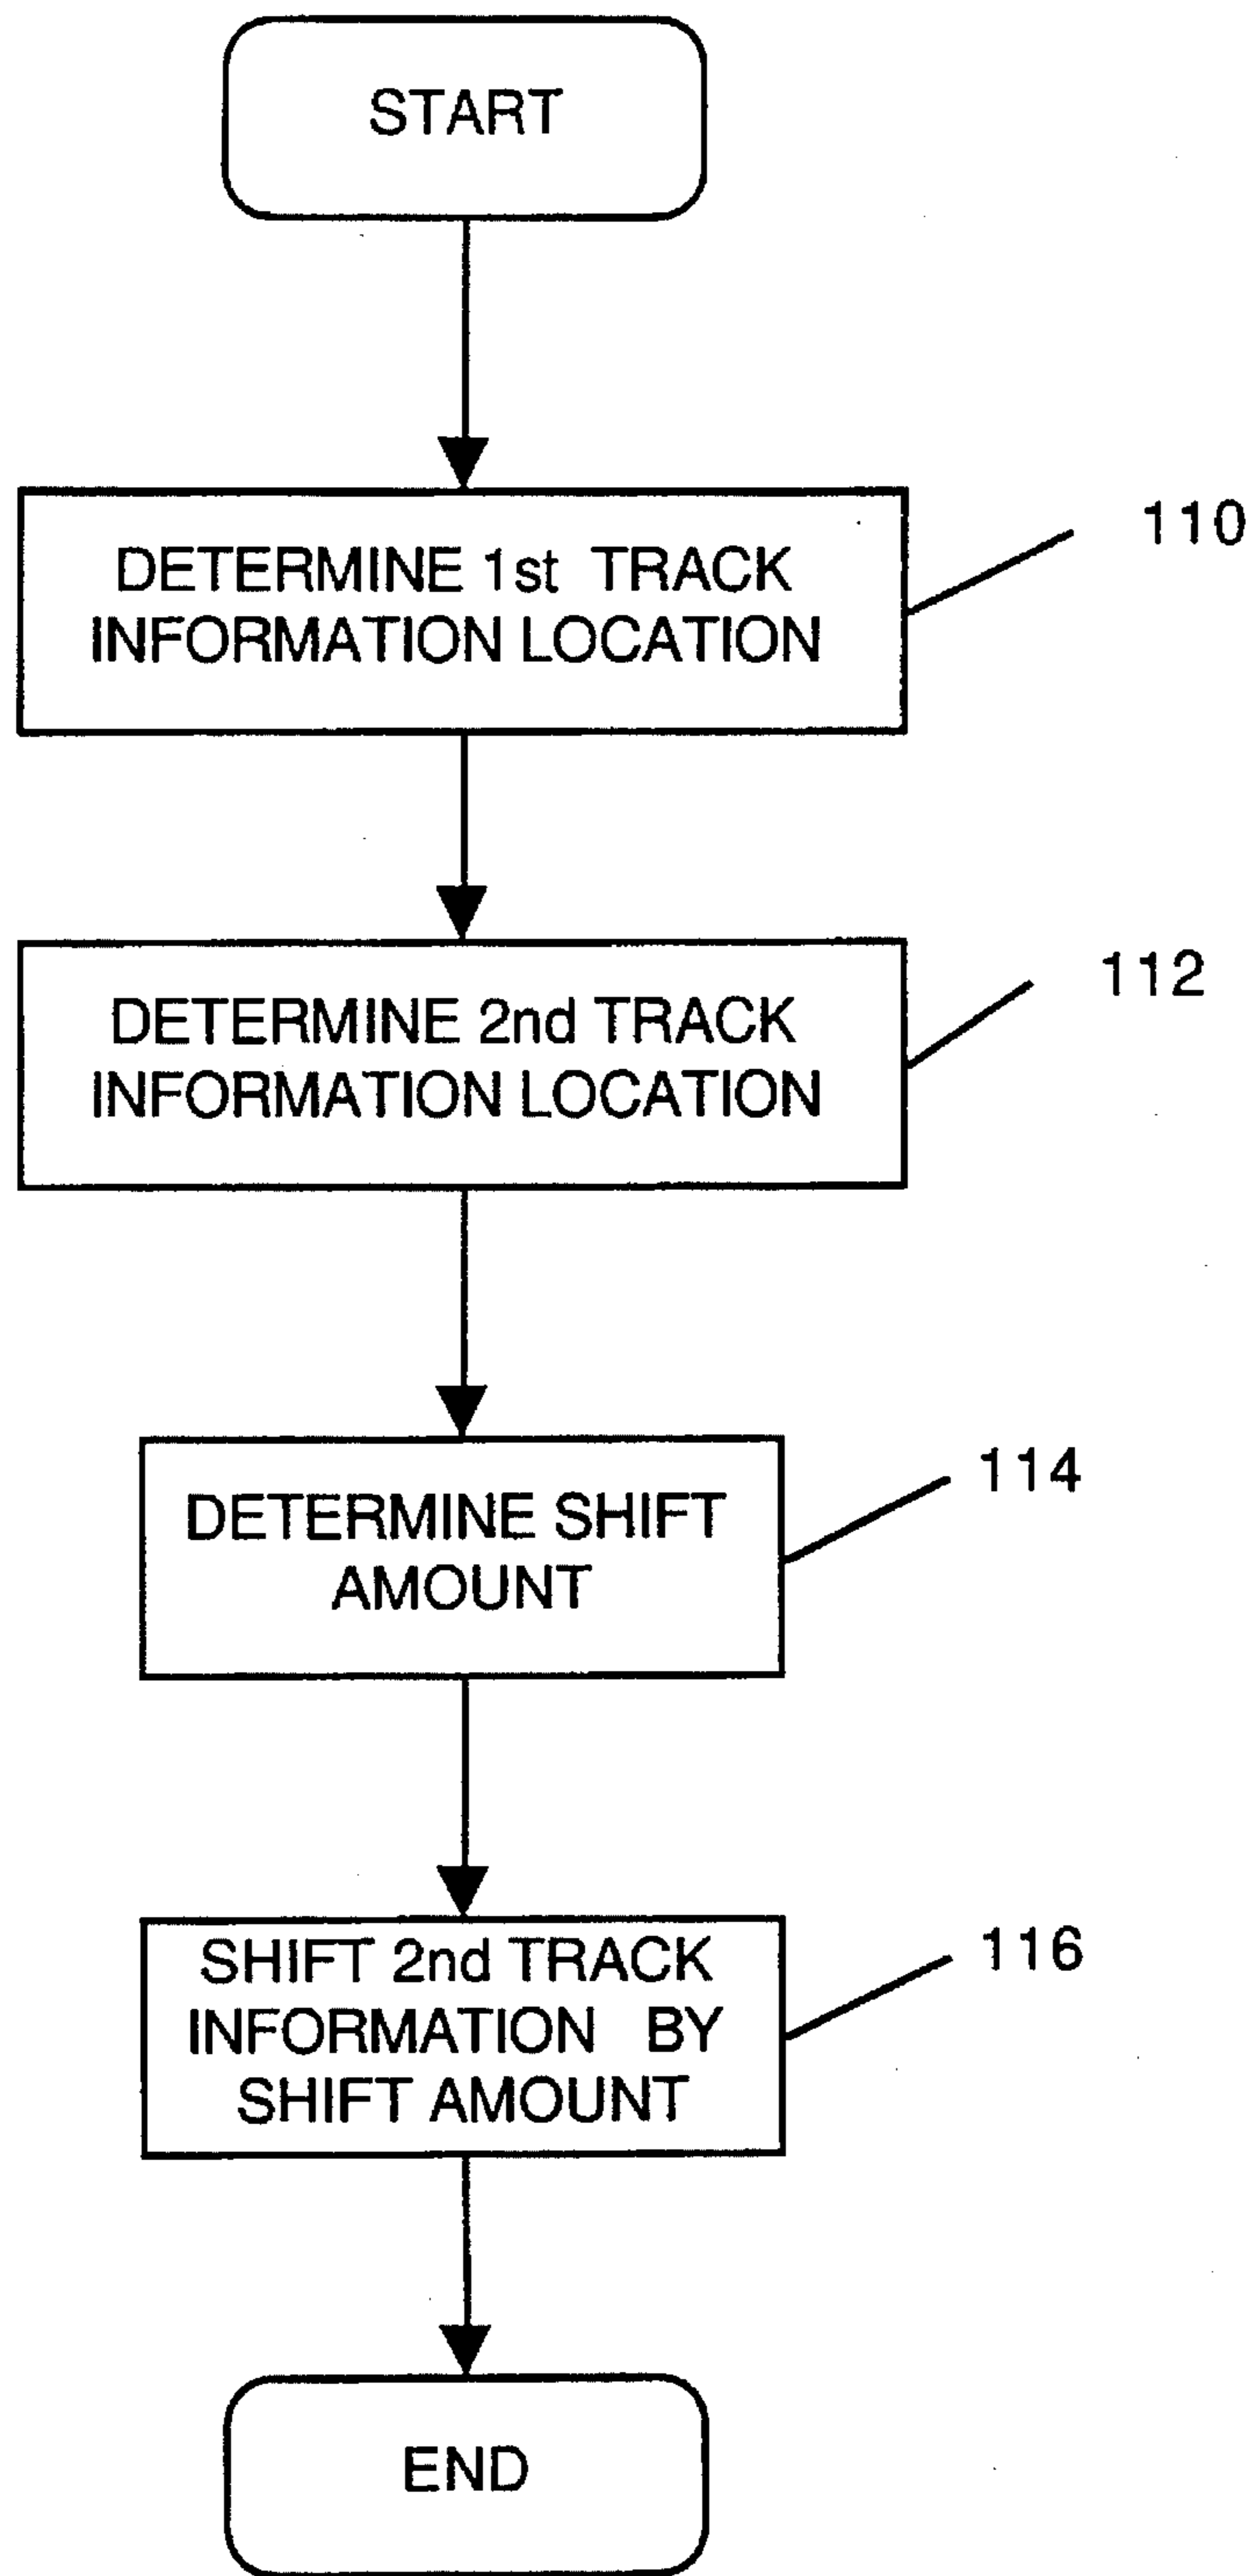 START
DETERMINE 1st TRACK
INFORMATION LOCATION
110
DETERMINE 2nd TRACK
INFORMATION LOCATION
112
DETERMINE SHIFT
AMOUNT
114
SHIFT 2nd TRACK
INFORMATION BY
SHIFT AMOUNT
116
END